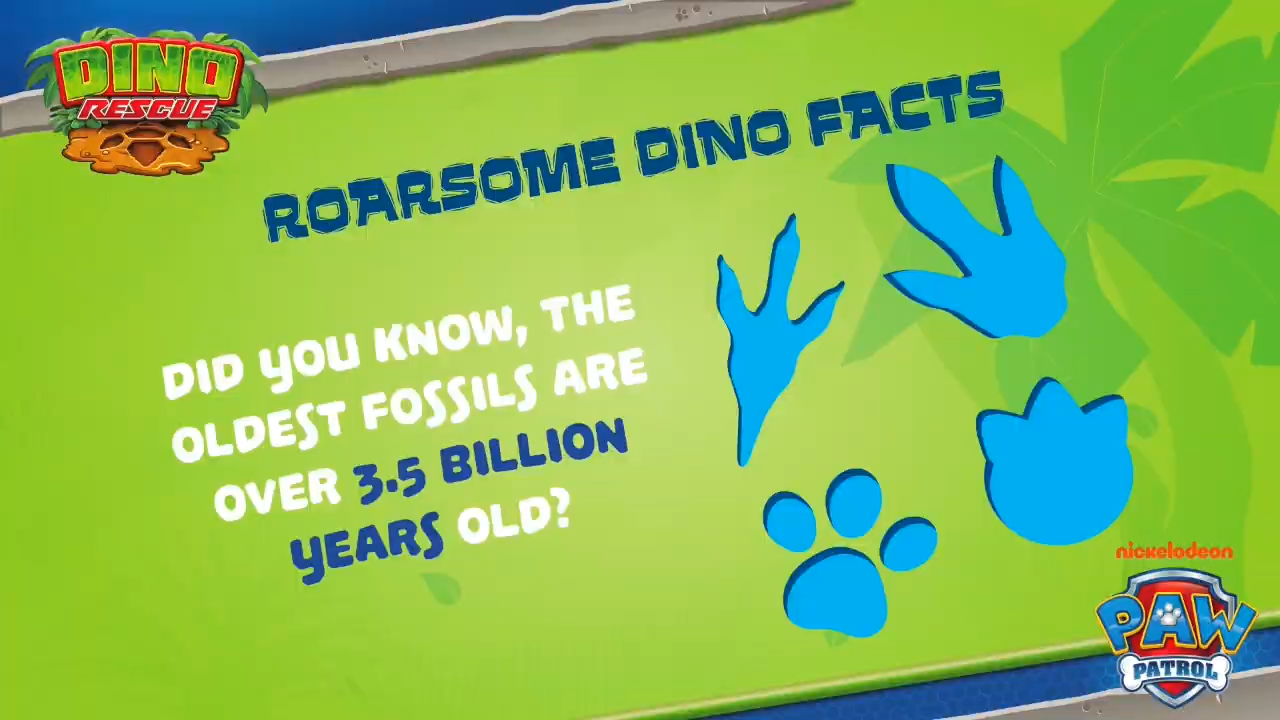 DINO
RESCUE
ROARSOME DINO FACTS
DID YOU KNOW, THE
OLDEST FOSSILS ARE
OVER 3.5 BILLION
YEARS OLD?
nickelodeon
PAW
PATROL